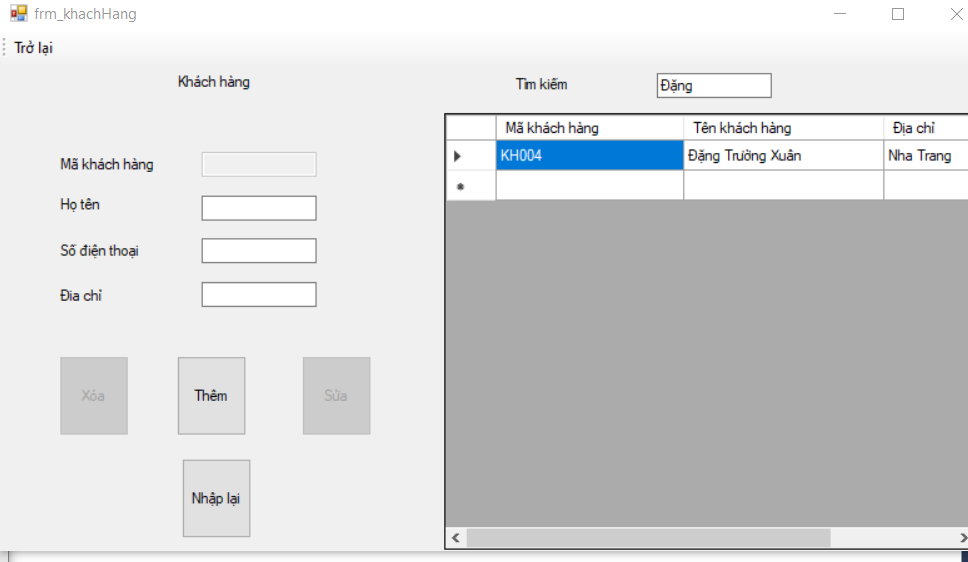 frm_khachHang
Trở lại
Khách hàng
Tìm kiếm
Đặng
Mã khách hàng
Họ tên
Số điện thoại
Đia chỉ
Xóa
Thêm
Sửa
Nhập lại
Mã khách hàng Tên khách hàng Địa chỉ
KH004 Đặng Trường Xuân Nha Trang